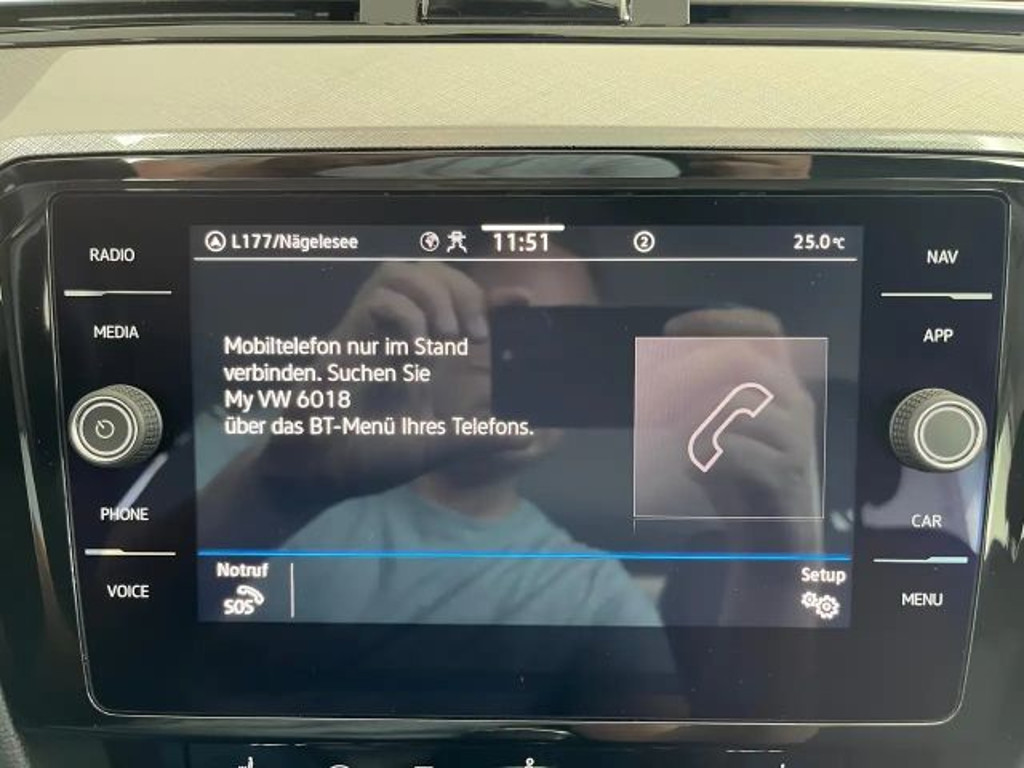 L177/Nägelesee 11:51 2 25.0°C
RADIO
NAV
MEDIA
APP
Mobiltelefon nur im Stand
verbinden. Suchen Sie
My VW 6018
über das BT-Menü Ihres Telefons.
PHONE
CAR
VOICE
MENU
Notruf
SOS
Setup